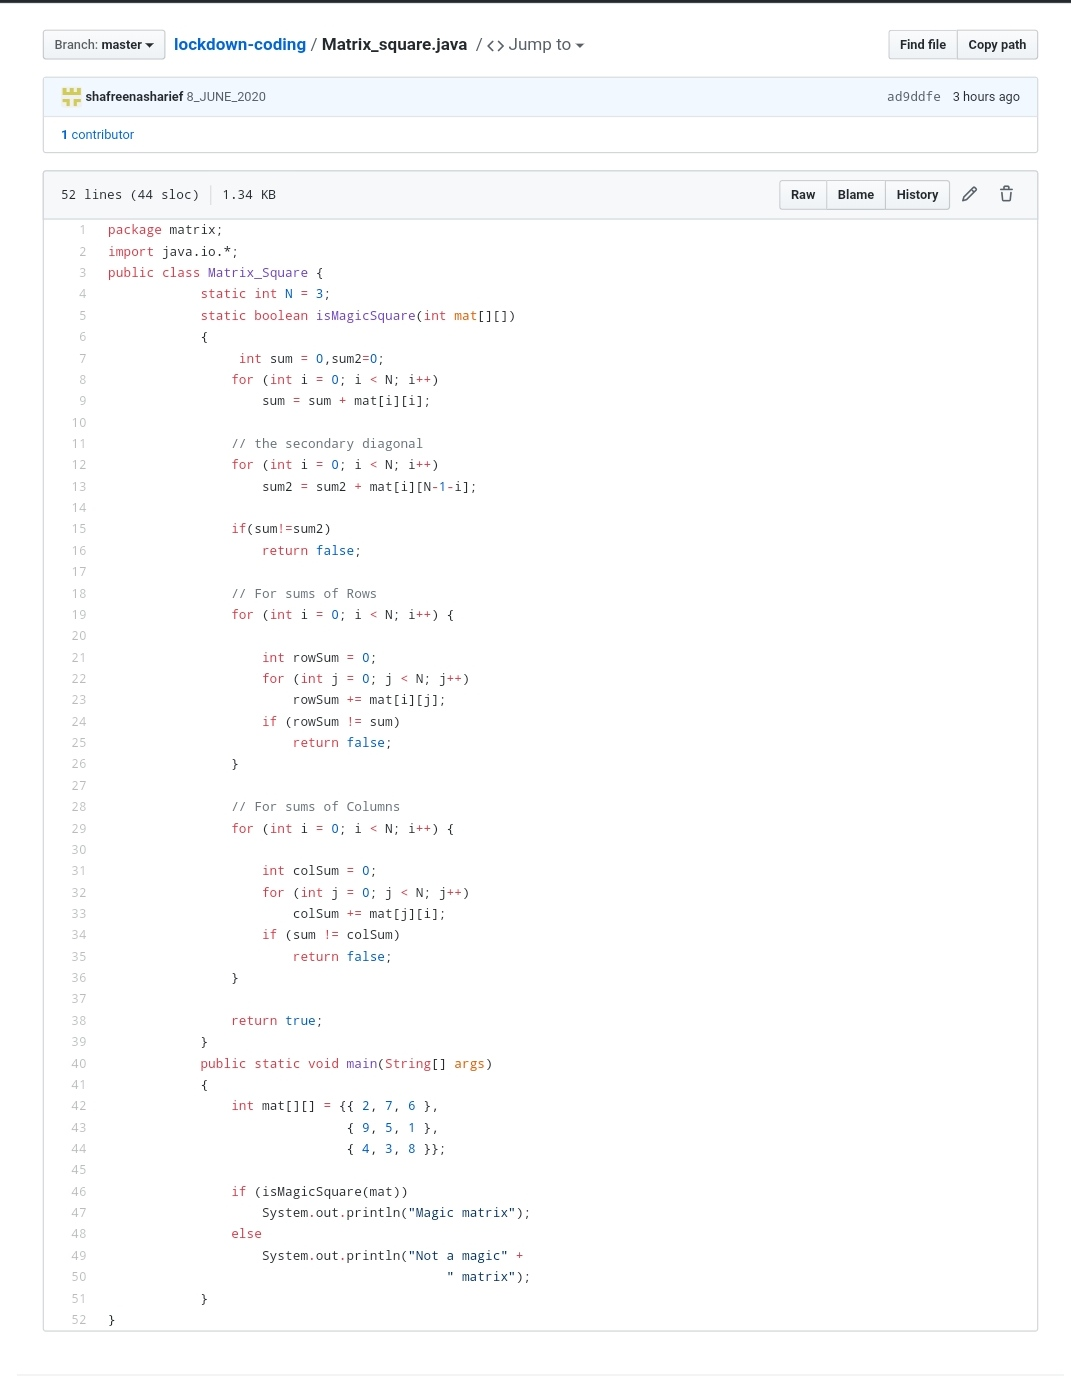 Branch: master lockdown-coding / Matrix_square.java / <> Jump to Find file Copy path
shafreenasharief 8_JUNE_2020 ad9ddfe 3 hours ago
1 contributor
52 lines (44 sloc) 1.34 KB Raw Blame History
1 package matrix;
2 import java.io.*;
3 public class Matrix_Square {
4 static int N = 3;
5 static boolean isMagicSquare(int mat[][])
6 {
7 int sum = 0,sum2=0;
8 for (int i = 0; i < N; i++)
9 sum = sum + mat[i][i];
10
11 // the secondary diagonal
12 for (int i = 0; i < N; i++)
13 sum2 = sum2 + mat[i][N-1-i];
14
15 if(sum!=sum2)
16 return false;
17
18 // For sums of Rows
19 for (int i = 0; i < N; i++) {
20
21 int rowSum = 0;
22 for (int j = 0; j < N; j++)
23 rowSum += mat[i][j];
24 if (rowSum != sum)
25 return false;
26 }
27
28 // For sums of Columns
29 for (int i = 0; i < N; i++) {
30
31 int colSum = 0;
32 for (int j = 0; j < N; j++)
33 colSum += mat[j][i];
34 if (sum != colSum)
35 return false;
36 }
37
38 return true;
39 }
40 public static void main(String[] args)
41 {
42 int mat[][] = {{ 2, 7, 6 },
43 { 9, 5, 1 },
44 { 4, 3, 8 }};
45
46 if (isMagicSquare(mat))
47 System.out.println("Magic matrix");
48 else
49 System.out.println("Not a magic" +
50 " matrix");
51 }
52 }